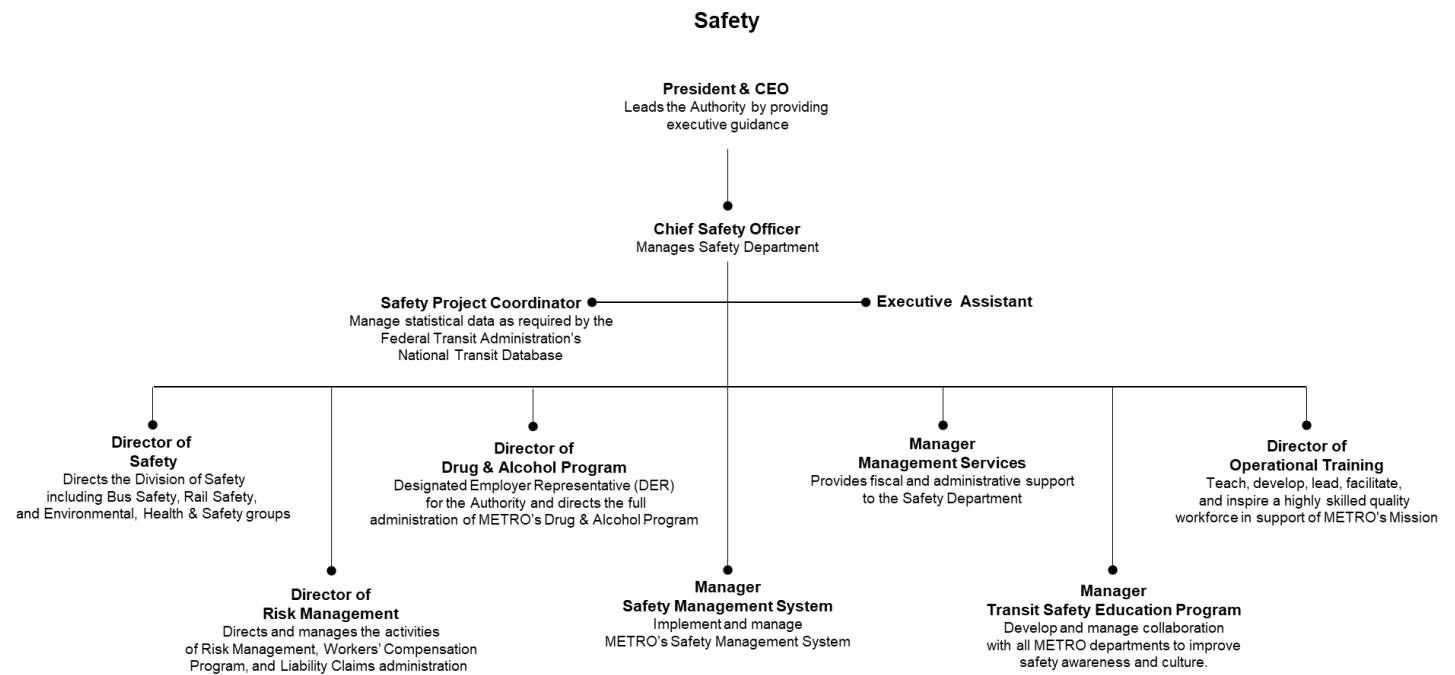 Safety
President & CEO
Leads the Authority by providing
executive guidance
Chief Safety Officer
Manages Safety Department
Safety Project Coordinator
Manage statistical data as required by the
Federal Transit Administration's
National Transit Database
Executive Assistant
Director of
Safety
Directs the Division of Safety
including Bus Safety, Rail Safety,
and Environmental, Health & Safety groups
Director of
Drug & Alcohol Program
Designated Employer Representative (DER)
for the Authority and directs the full
administration of METRO's Drug & Alcohol Program
Manager
Management Services
Provides fiscal and administrative support
to the Safety Department
Director of
Operational Training
Teach, develop, lead, facilitate,
and inspire a highly skilled quality
workforce in support of METRO's Mission
Director of
Risk Management
Directs and manages the activities
of Risk Management, Workers' Compensation
Program, and Liability Claims administration
Manager
Safety Management System
Implement and manage
METRO's Safety Management System
Manager
Transit Safety Education Program
Develop and manage collaboration
with all METRO departments to improve
safety awareness and culture.